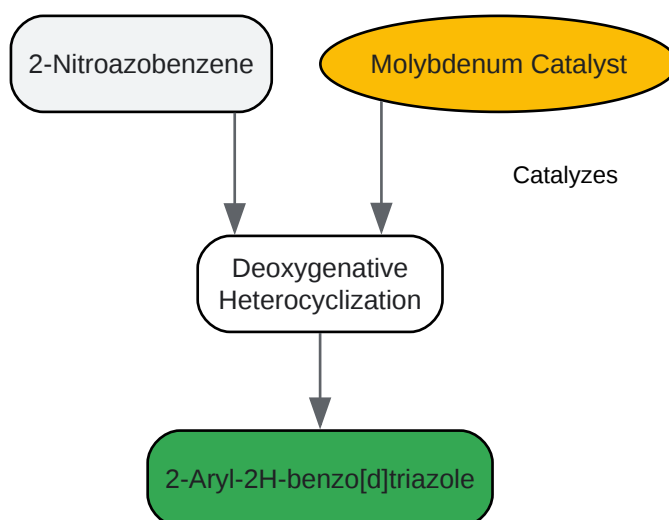 2-Nitroazobenzene
Molybdenum Catalyst
Catalyzes
Deoxygenative
Heterocyclization
2-Aryl-2H-benzo[d]triazole